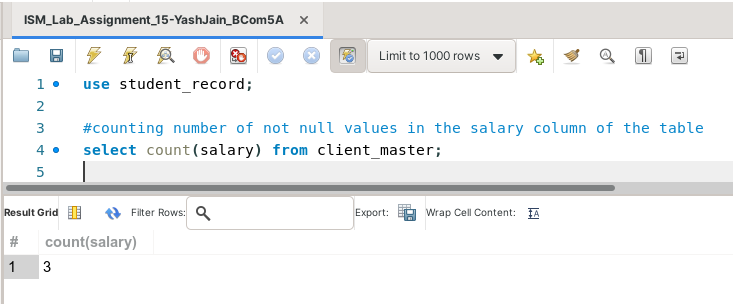 ISM_Lab_Assignment_15-YashJain_BCom5A ×
Limit to 1000 rows
1 use student_record;
2
3 #counting number of not null values in the salary column of the table
4 select count(salary) from client_master;
5
Result Grid Filter Rows: Export: Wrap Cell Content:
# count(salary)
1 3